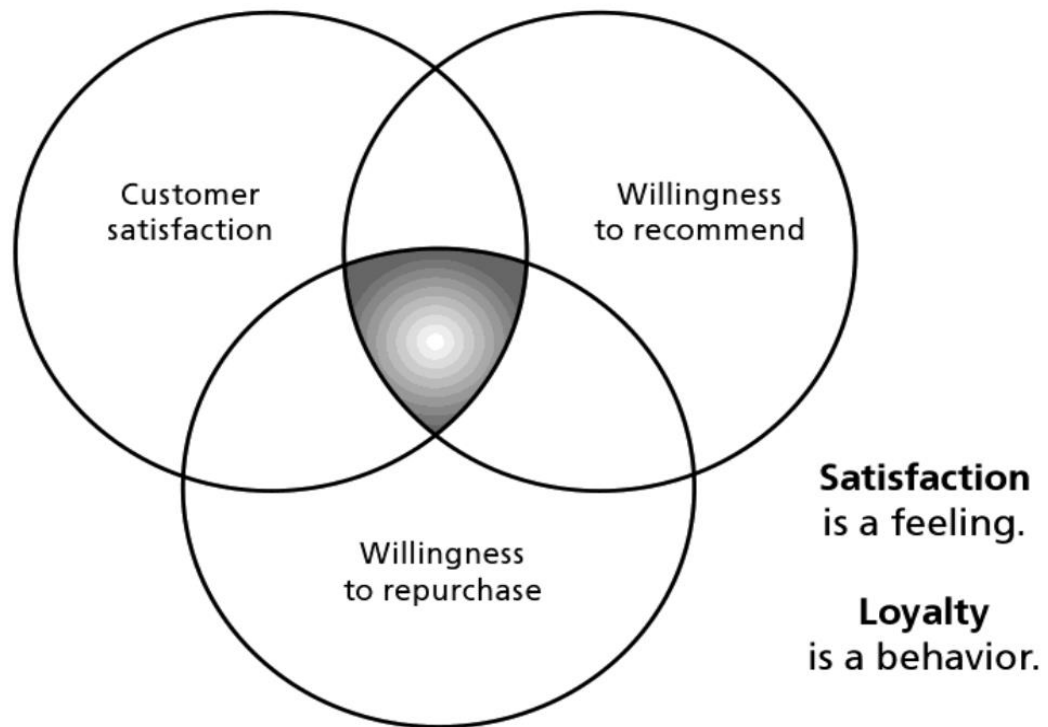 Customer
satisfaction
Willingness
to recommend
Willingness
to repurchase
Satisfaction
is a feeling.
Loyalty
is a behavior.